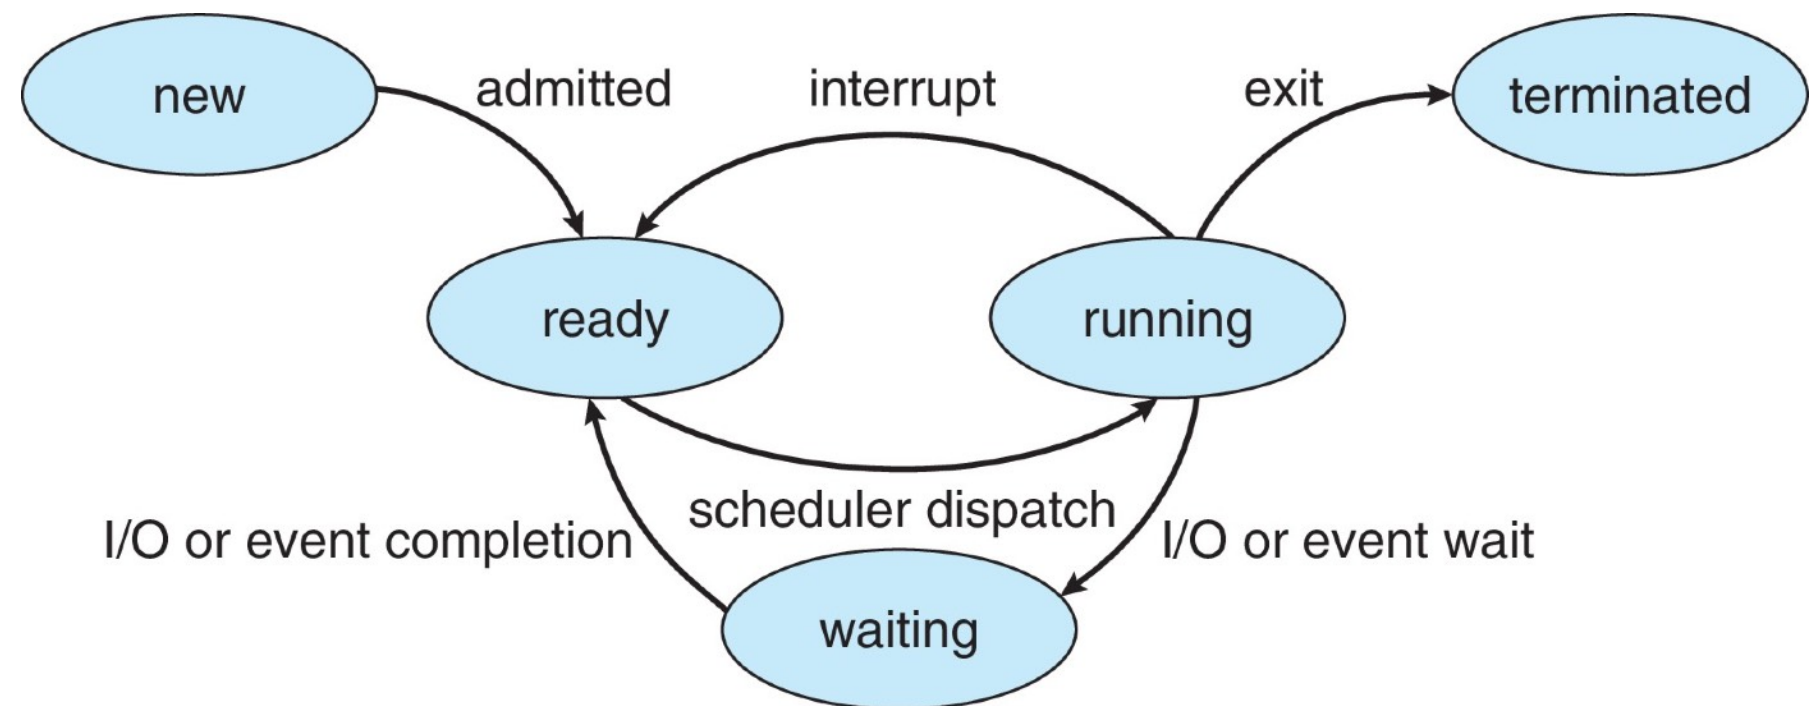 new
admitted
interrupt
exit
terminated
ready
running
scheduler dispatch
I/O or event completion
I/O or event wait
waiting